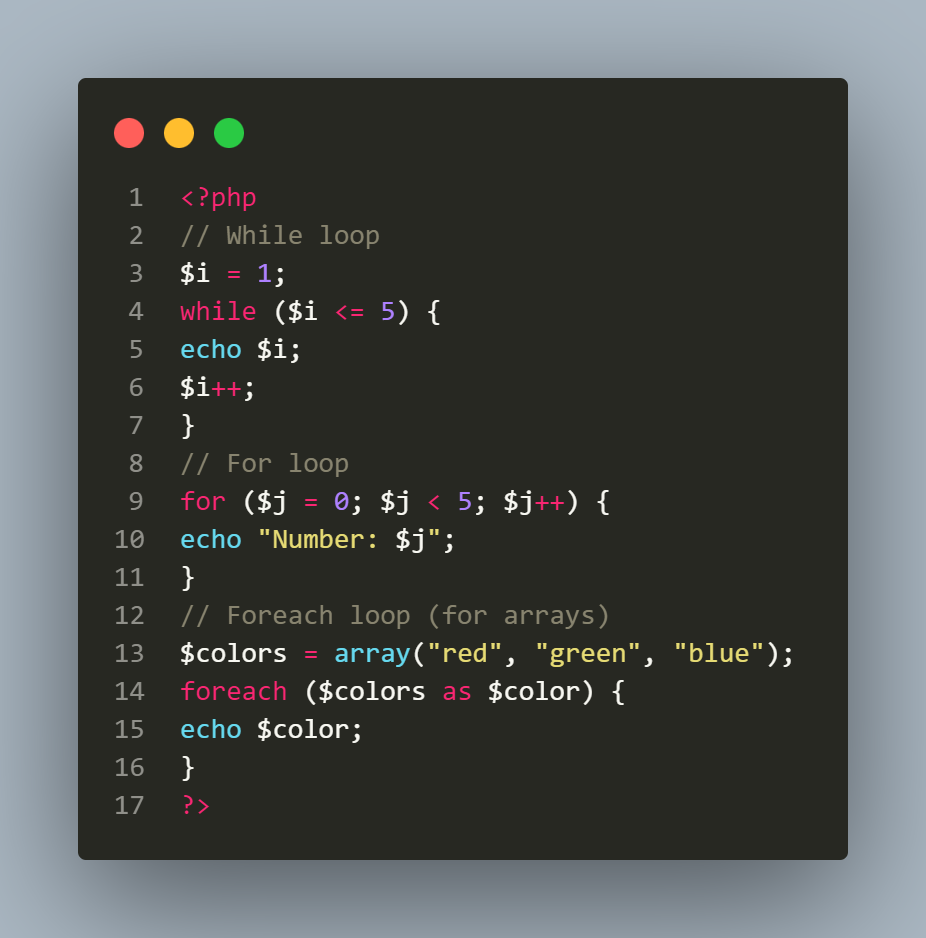 1 <?php
2 // While loop
3 $i = 1;
4 while ($i <= 5) {
5 echo $i;
6 $i++;
7 }
8 // For loop
9 for ($j = 0; $j < 5; $j++) {
10 echo "Number: $j";
11 }
12 // Foreach loop (for arrays)
13 $colors = array("red", "green", "blue");
14 foreach ($colors as $color) {
15 echo $color;
16 }
17 ?>